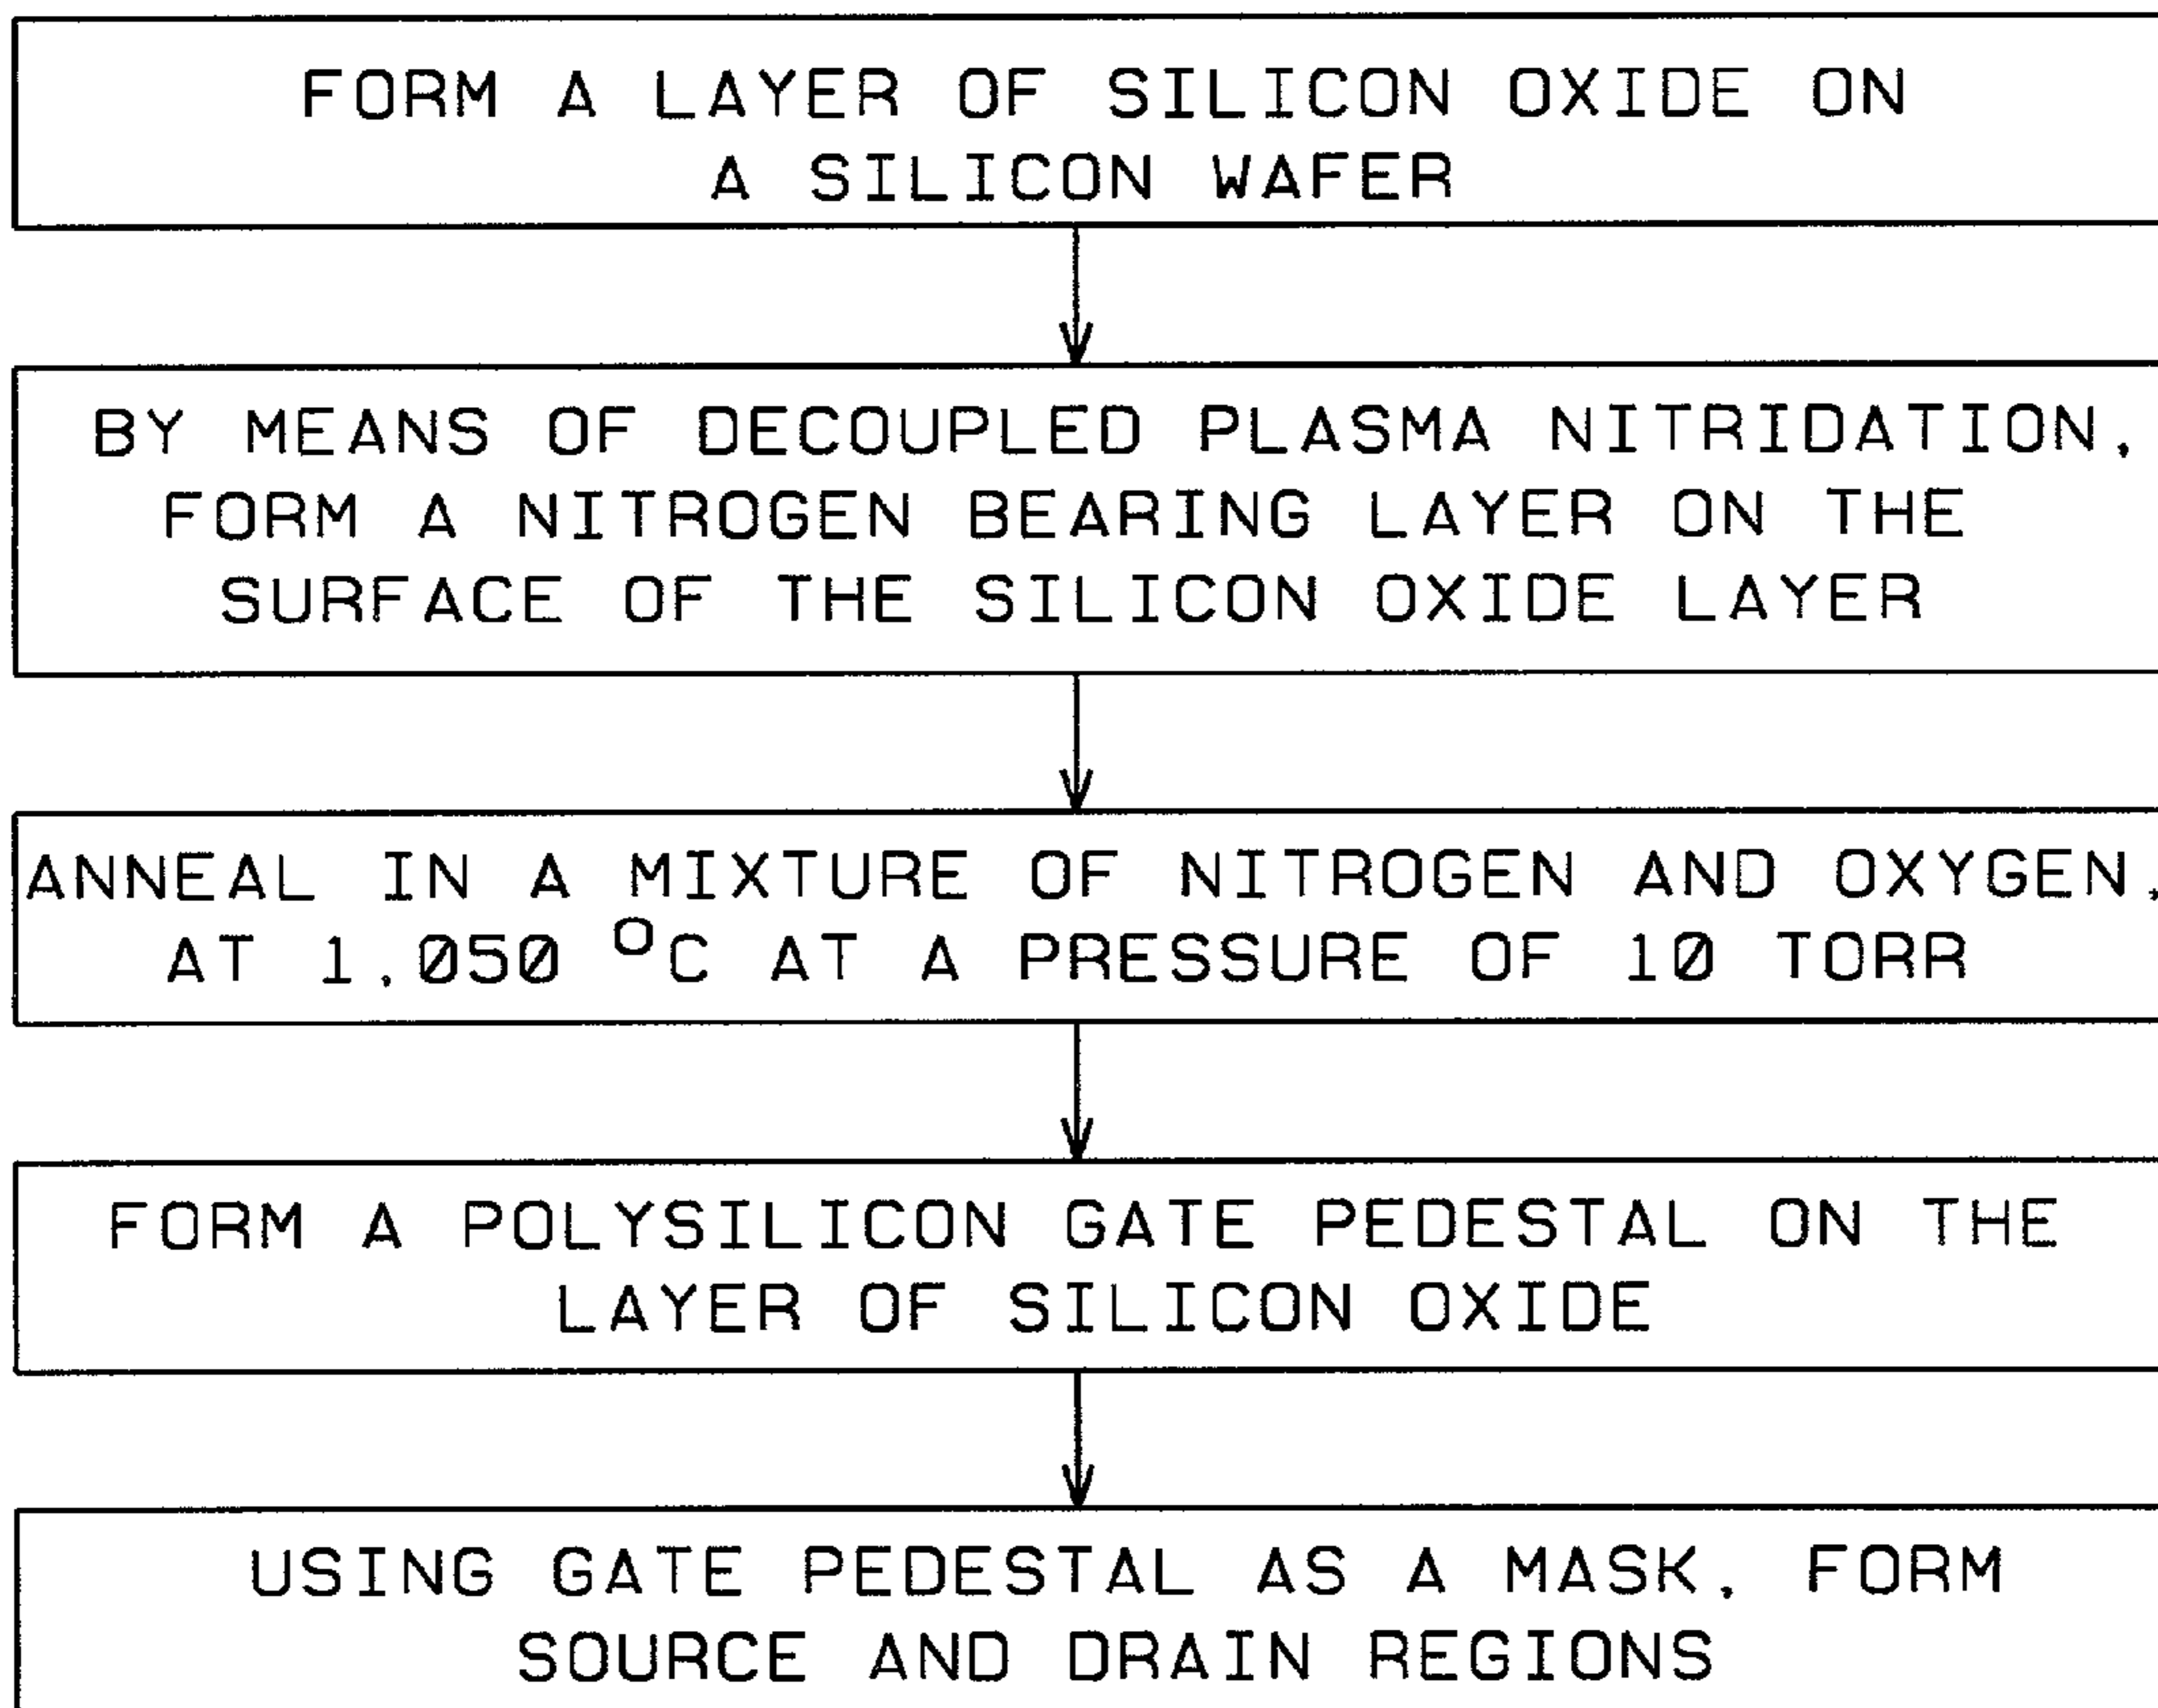 FORM A LAYER OF SILICON OXIDE ON
A SILICON WAFER
BY MEANS OF DECOUPLED PLASMA NITRIDATION,
FORM A NITROGEN BEARING LAYER ON THE
SURFACE OF THE SILICON OXIDE LAYER
ANNEAL IN A MIXTURE OF NITROGEN AND OXYGEN,
AT 1,050 °C AT A PRESSURE OF 10 TORR
FORM A POLYSILICON GATE PEDESTAL ON THE
LAYER OF SILICON OXIDE
USING GATE PEDESTAL AS A MASK, FORM
SOURCE AND DRAIN REGIONS